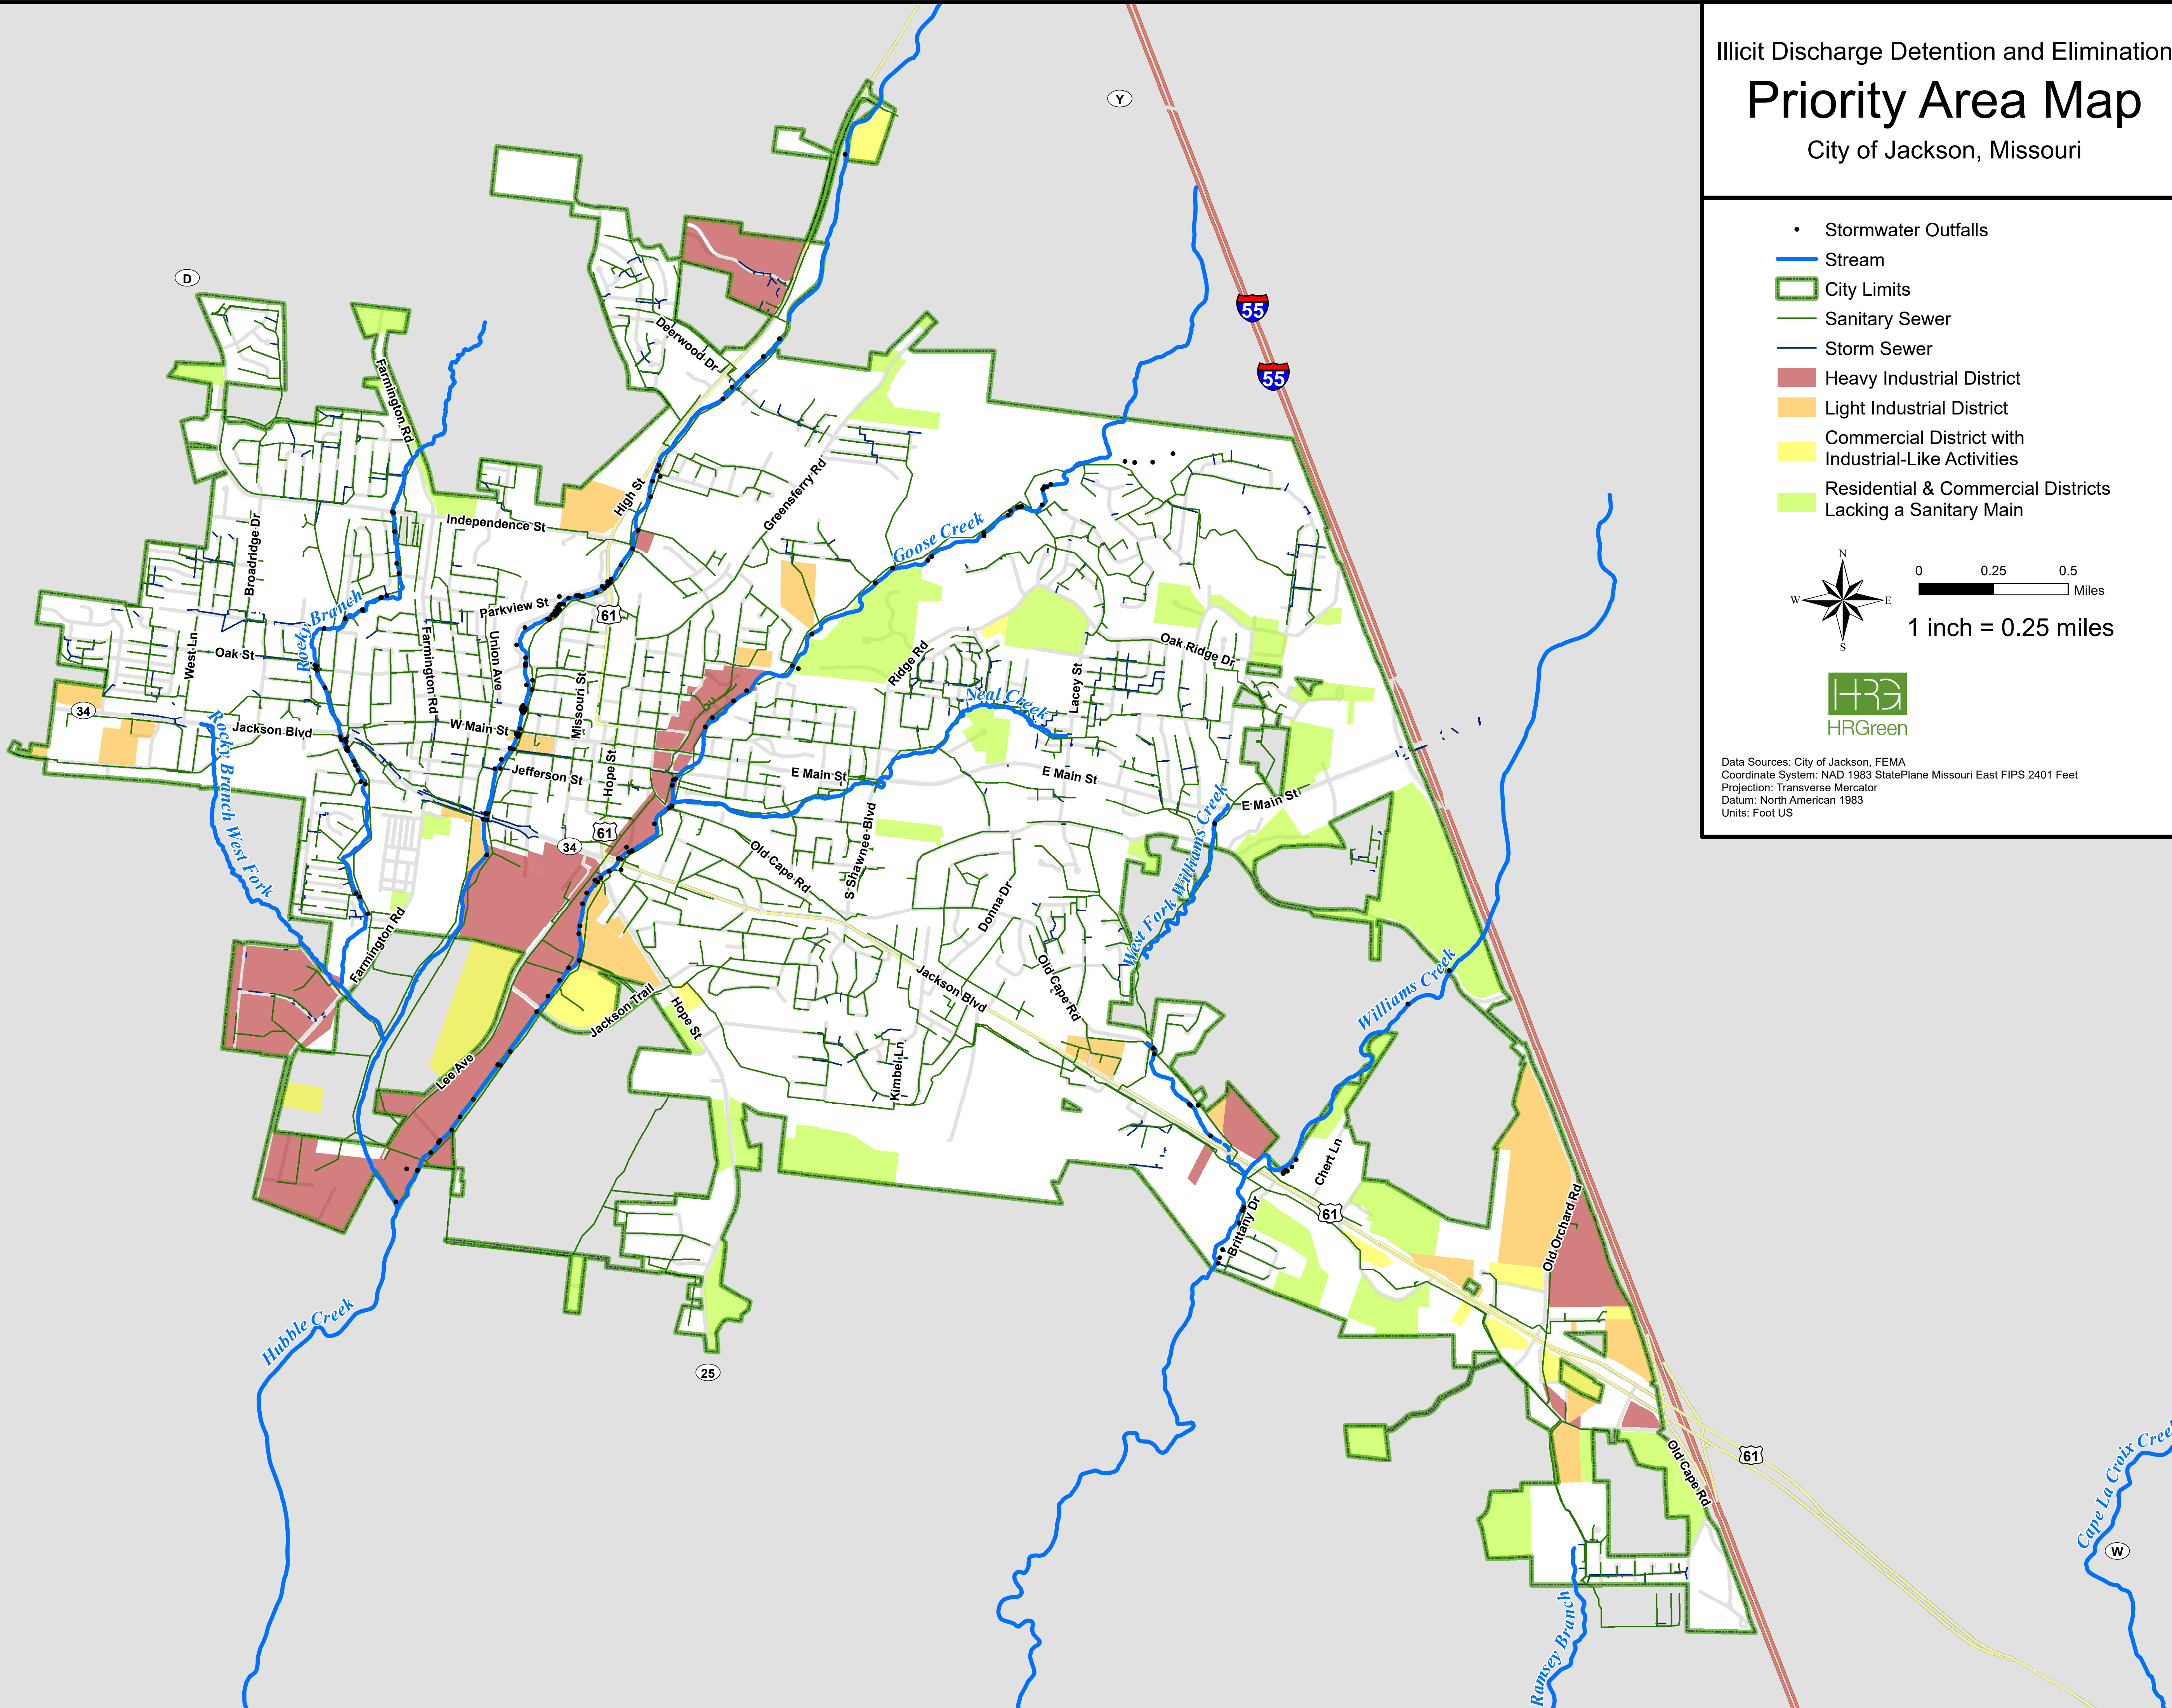 Illicit Discharge Detention and Elimination
Priority Area Map
City of Jackson, Missouri
Stormwater Outfalls
Stream
City Limits
Sanitary Sewer
Storm Sewer
Heavy Industrial District
Light Industrial District
Commercial District with
Industrial-Like Activities
Residential & Commercial Districts
Lacking a Sanitary Main
N
W
E
S
0 0.25 0.5
Miles
1 inch = 0.25 miles
HRG
HRGreen
Data Sources: City of Jackson, FEMA
Coordinate System: NAD 1983 StatePlane Missouri East FIPS 2401 Feet
Projection: Transverse Mercator
Datum: North American 1983
Units: Foot US
Y
D
55
55
Deerwood Dr
Farmington Rd
High St
Greensferry Rd
Independence St
Broadridge Dr
Goose Creek
Parkview St
61
Rocky Branch
West Ln
Oak St
Farmington Rd
Union Ave
Missouri St
Ridge Rd
Oak Ridge Dr
Lacey St
Neal Creek
34
Jackson Blvd
W Main St
Jefferson St
Hope St
E Main St
E Main St
E Main St
Rocky Branch West Fork
61
34
Old Cape Rd
S Shawnee Blvd
Donna Dr
West Fork Williams Creek
Farmington Rd
Jackson Blvd
Old Cape Rd
Williams Creek
Jackson Trail
Hope St
Lee Ave
Kimbel Ln
Chert Ln
61
Brittany Dr
Old Orchard Rd
Hubble Creek
25
61
Old Cape Rd
Cape La Croix Creek
W
Ramsey Branch